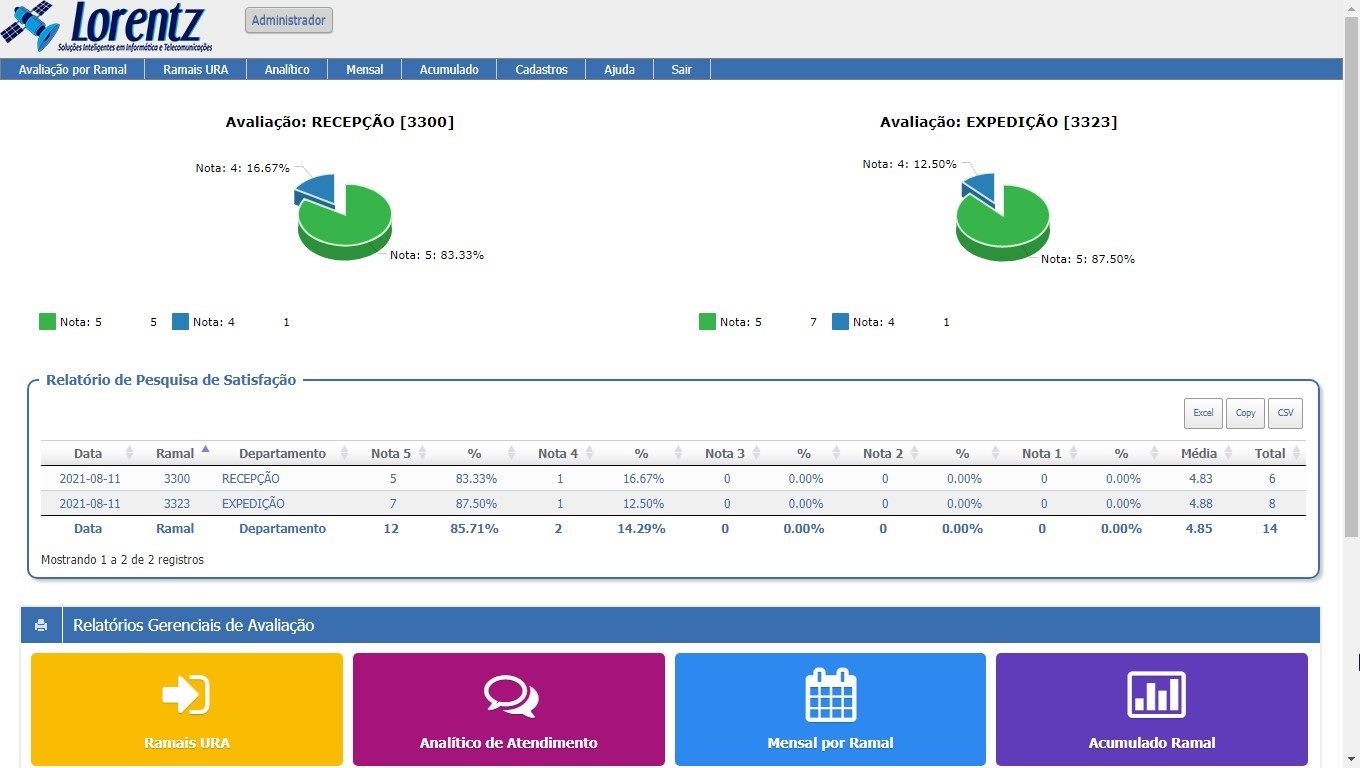 Lorentz
Soluções Inteligentes em Informática e Telecomunicações
Administrador
Avaliação por Ramal Ramais URA Analítico Mensal Acumulado Cadastros Ajuda Sair
Avaliação: RECEPÇÃO [3300]
Nota: 4: 16.67%
Nota: 5: 83.33%
Nota: 5 5 Nota: 4 1
Avaliação: EXPEDIÇÃO [3323]
Nota: 4: 12.50%
Nota: 5: 87.50%
Nota: 5 7 Nota: 4 1
Relatório de Pesquisa de Satisfação
Excel Copy CSV
Data Ramal Departamento Nota 5 % Nota 4 % Nota 3 % Nota 2 % Nota 1 % Média Total
2021-08-11 3300 RECEPÇÃO 5 83.33% 1 16.67% 0 0.00% 0 0.00% 0 0.00% 4.83 6
2021-08-11 3323 EXPEDIÇÃO 7 87.50% 1 12.50% 0 0.00% 0 0.00% 0 0.00% 4.88 8
Data Ramal Departamento 12 85.71% 2 14.29% 0 0.00% 0 0.00% 0 0.00% 4.85 14
Mostrando 1 a 2 de 2 registros
Relatórios Gerenciais de Avaliação
Ramais URA
Analítico de Atendimento
Mensal por Ramal
Acumulado Ramal